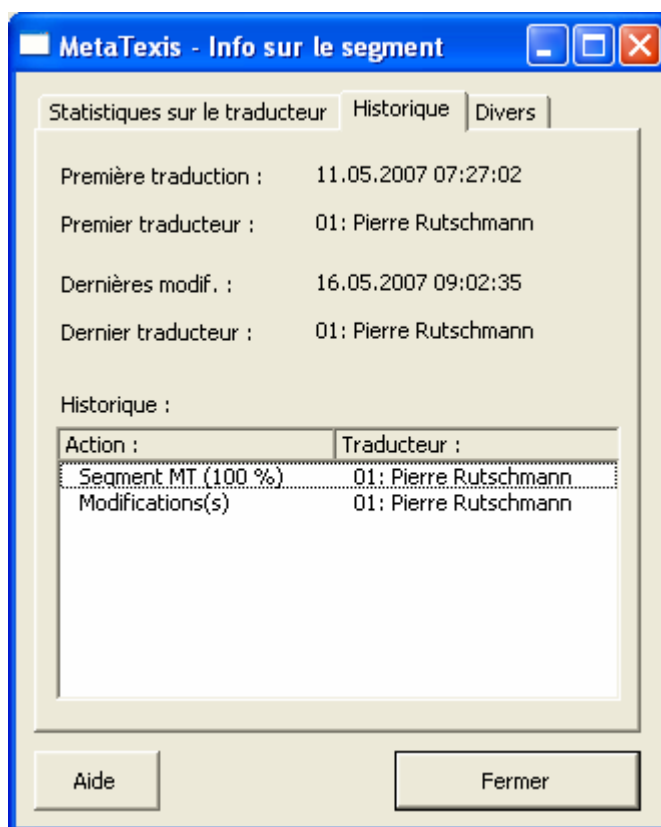 MetaTexis - Info sur le segment
Statistiques sur le traducteur Historique Divers
Première traduction : 11.05.2007 07:27:02
Premier traducteur : 01: Pierre Rutschmann
Dernières modif. : 16.05.2007 09:02:35
Dernier traducteur : 01: Pierre Rutschmann
Historique :
Action : Traducteur :
Segment MT (100 %) 01: Pierre Rutschmann
Modifications(s) 01: Pierre Rutschmann
Aide Fermer